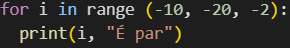 for i in range (-10, -20, -2):
  print(i, "É par")